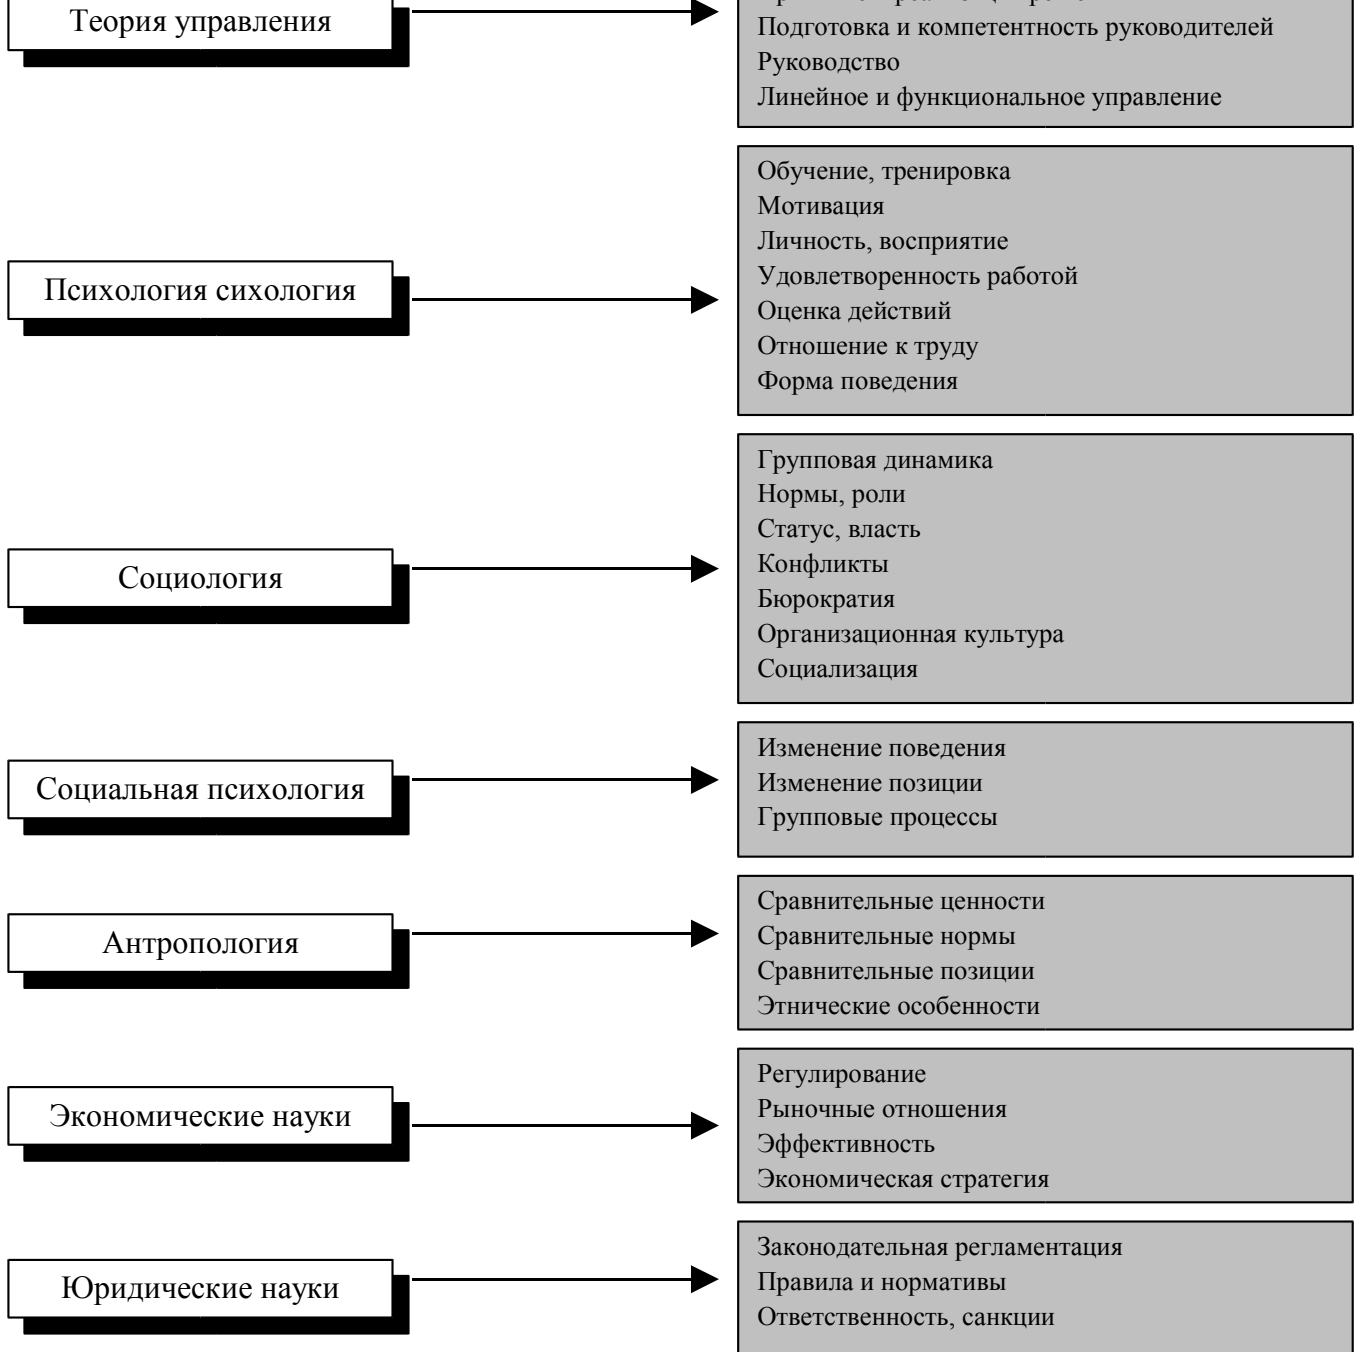 Теория управления
Подготовка и компетентность руководителей
Руководство
Линейное и функциональное управление
Психология сихология
Обучение, тренировка
Мотивация
Личность, восприятие
Удовлетворенность работой
Оценка действий
Отношение к труду
Форма поведения
Социология
Групповая динамика
Нормы, роли
Статус, власть
Конфликты
Бюрократия
Организационная культура
Социализация
Социальная психология
Изменение поведения
Изменение позиции
Групповые процессы
Антропология
Сравнительные ценности
Сравнительные нормы
Сравнительные позиции
Этнические особенности
Экономические науки
Регулирование
Рыночные отношения
Эффективность
Экономическая стратегия
Юридические науки
Законодательная регламентация
Правила и нормативы
Ответственность, санкции